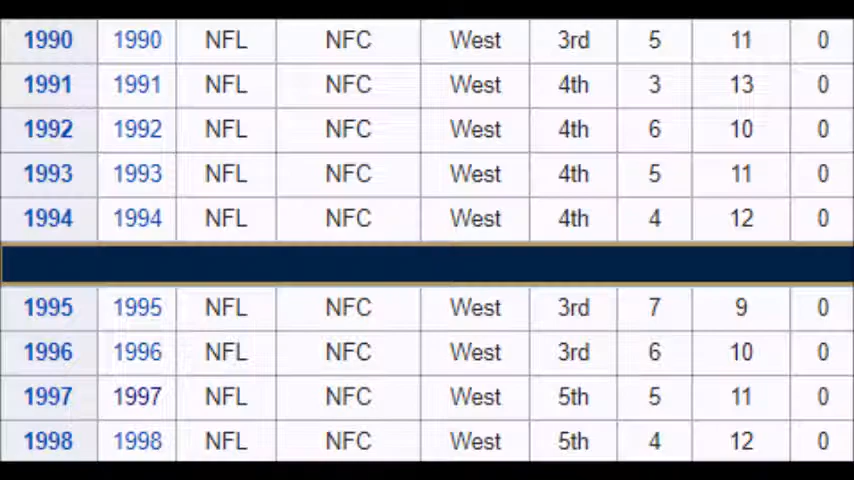 1990 1990 NFL NFC West 3rd 5 11 0
1991 1991 NFL NFC West 4th 3 13 0
1992 1992 NFL NFC West 4th 6 10 0
1993 1993 NFL NFC West 4th 5 11 0
1994 1994 NFL NFC West 4th 4 12 0
1995 1995 NFL NFC West 3rd 7 9 0
1996 1996 NFL NFC West 3rd 6 10 0
1997 1997 NFL NFC West 5th 5 11 0
1998 1998 NFL NFC West 5th 4 12 0